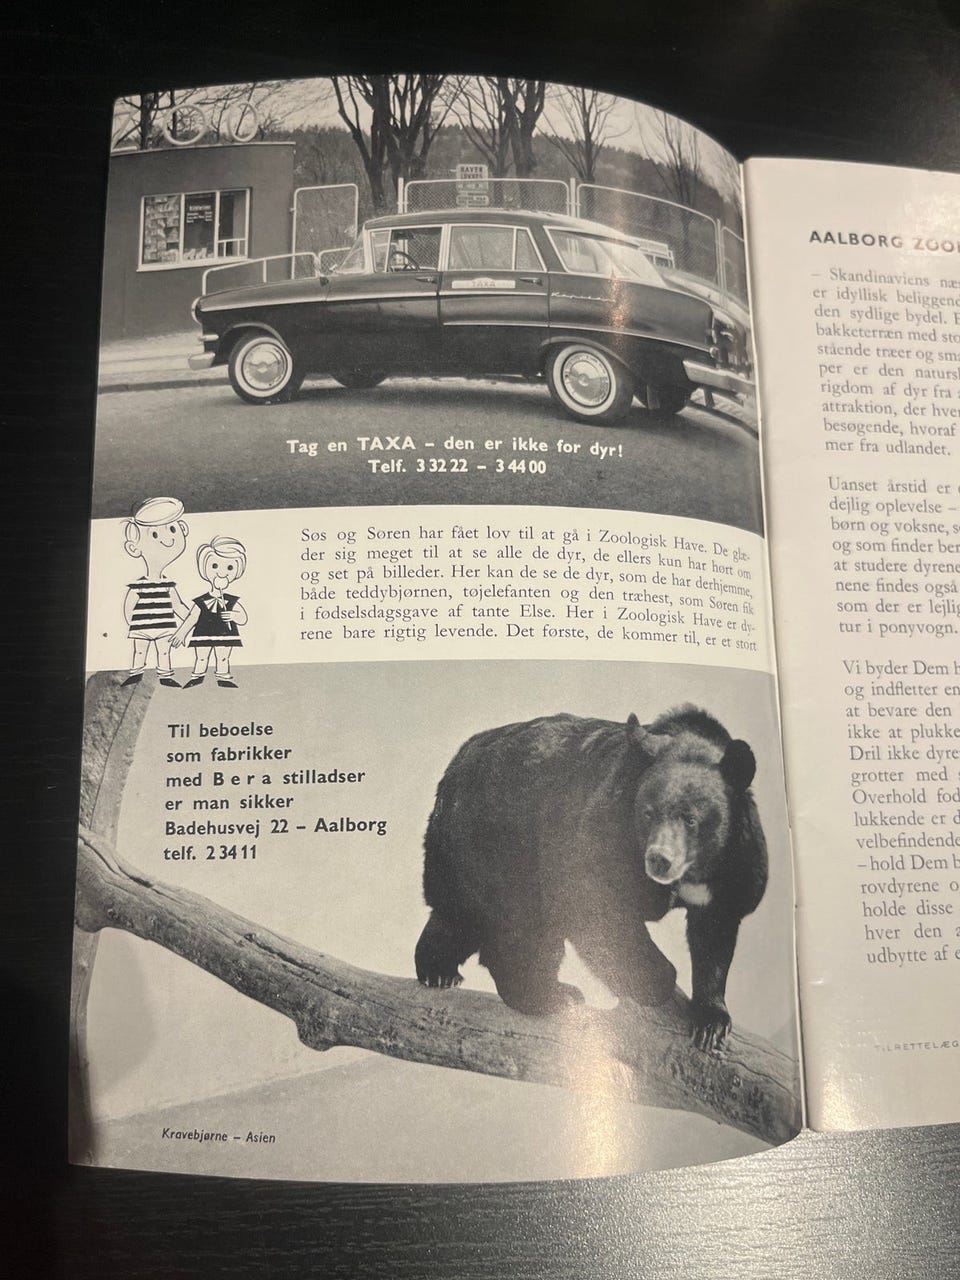 HAVEN
TAXA
Tag en TAXA – den er ikke for dyr!
Telf. 3 32 22 – 3 44 00
Søs og Søren har fået lov til at gå i Zoologisk Have. De glæ-
der sig meget til at se alle de dyr, de ellers kun har hørt om
og set på billeder. Her kan de se de dyr, som de har derhjemme,
både teddybjørnen, tøjelefanten og den træhest, som Søren fik
i fødselsdagsgave af tante Else. Her i Zoologisk Have er dy-
rene bare rigtig levende. Det første, de kommer til, er et stort
Til beboelse
som fabrikker
med Bera stilladser
er man sikker
Badehusvej 22 – Aalborg
telf. 2 34 11
Kravebjørne – Asien
AALBORG ZOO
– Skandinaviens
er idyllisk beliggend
den sydlige bydel.
bakketerræn med
stående træer og
per er den
rigdom af dyr fra
attraktion, der
besøgende, hvoraf
mer fra udlandet.
Uanset årstid er
dejlig oplevelse –
børn og voksne,
og som finder
at studere dyrene
nene findes også
som der er
tur i ponyvogn.
Vi byder Dem
og indfletter en
at bevare den
ikke at plukke
Dril ikke
grotter med
Overhold
lukkende er
velbefindende
– hold Dem
rovdyrene
holde disse
hver den
udbytte af
TILRETTELÆG